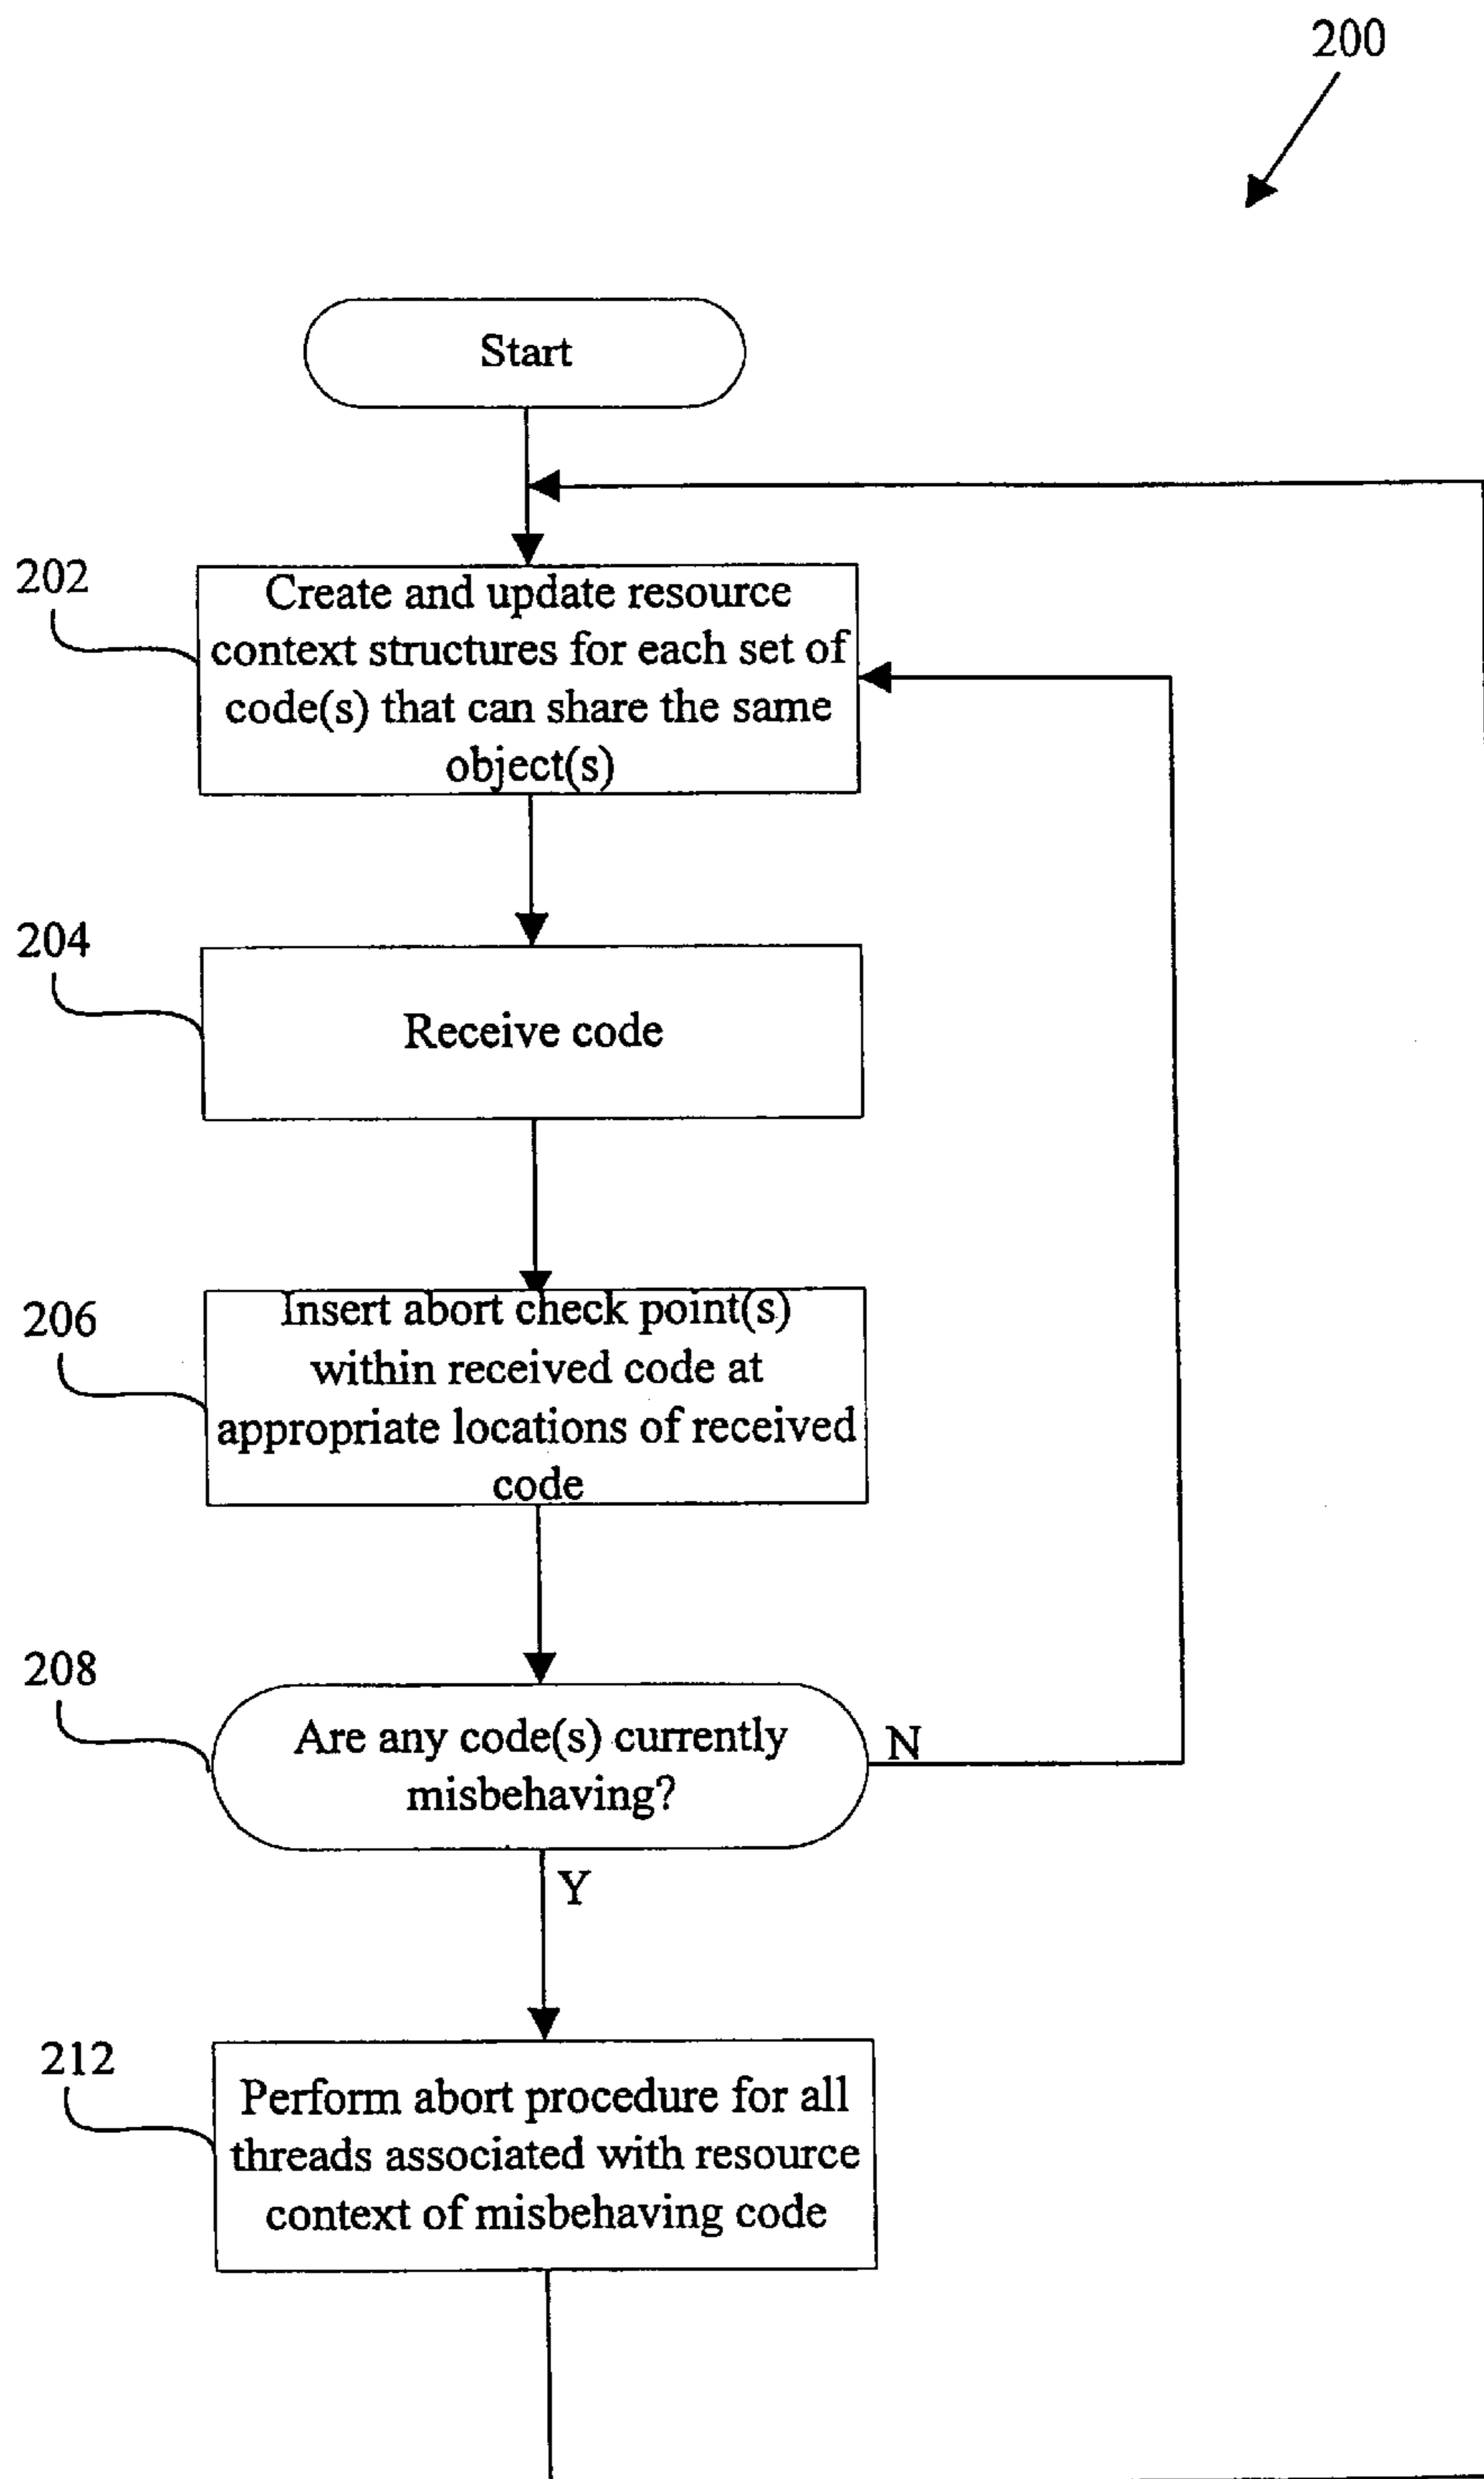 200
Start
202
Create and update resource
context structures for each set of
code(s) that can share the same
object(s)
204
Receive code
206
Insert abort check point(s)
within received code at
appropriate locations of received
code
208
Are any code(s) currently
misbehaving?
N
Y
212
Perform abort procedure for all
threads associated with resource
context of misbehaving code